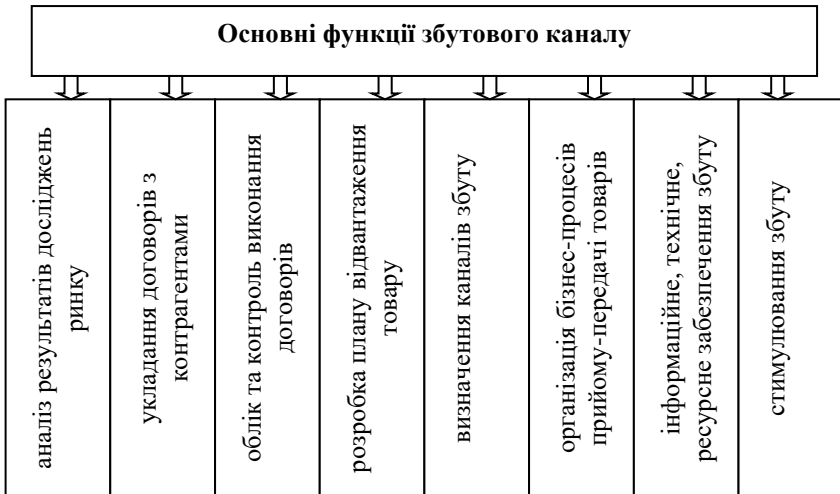 Основні функції збутового каналу
аналіз результатів досліджень
ринку
укладання договорів з
контрагентами
облік та контроль виконання
договорів
розробка плану відвантаження
товару
визначення каналів збуту
організація бізнес-процесів
прийому-передачі товарів
інформаційне, технічне,
ресурсне забезпечення збуту
стимулювання збуту